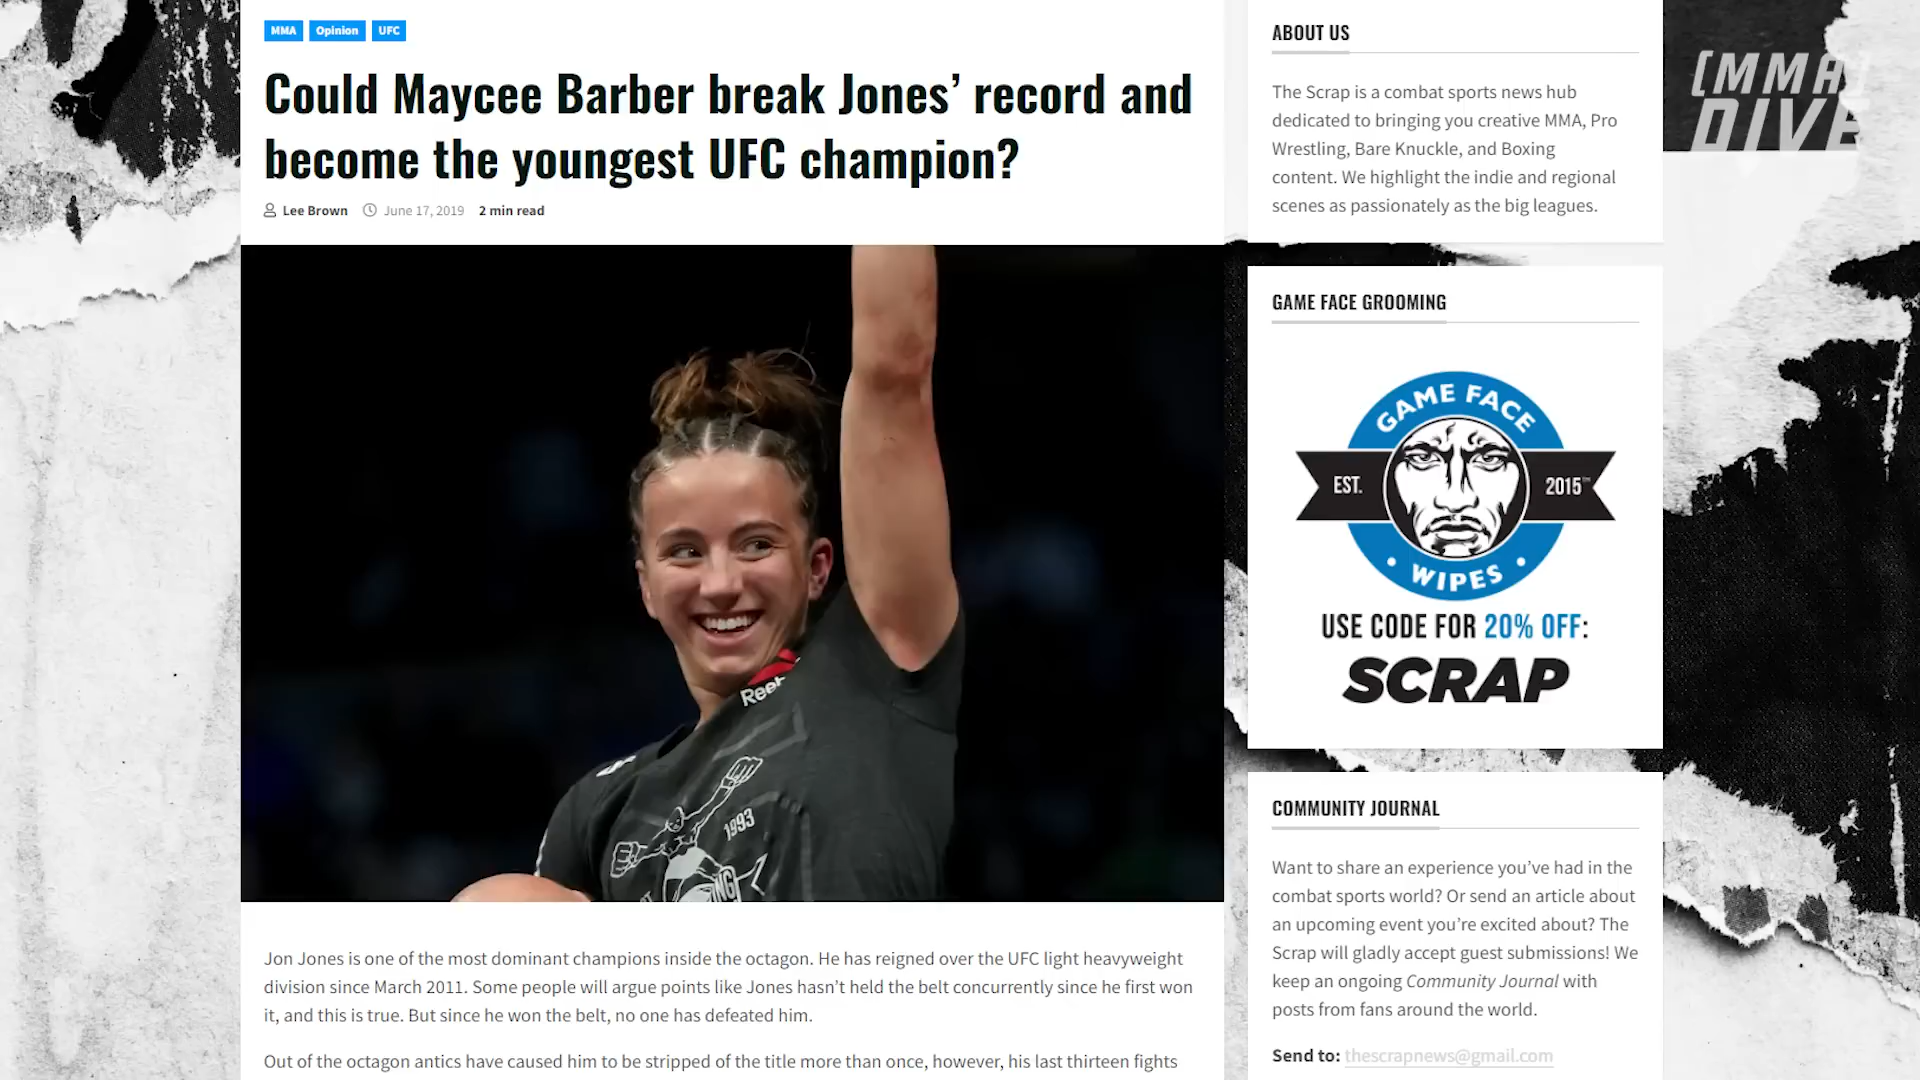 MMA Opinion UFC
Could Maycee Barber break Jones’ record and
become the youngest UFC champion?
Lee Brown June 17, 2019 2 min read
Reebok
1993
Jon Jones is one of the most dominant champions inside the octagon. He has reigned over the UFC light heavyweight
division since March 2011. Some people will argue points like Jones hasn’t held the belt concurrently since he first won
it, and this is true. But since he won the belt, no one has defeated him.
Out of the octagon antics have caused him to be stripped of the title more than once, however, his last thirteen fights
ABOUT US
The Scrap is a combat sports news hub
dedicated to bringing you creative MMA, Pro
Wrestling, Bare Knuckle, and Boxing
content. We highlight the indie and regional
scenes as passionately as the big leagues.
GAME FACE GROOMING
GAME FACE
EST. 2015
WIPES
USE CODE FOR 20% OFF:
SCRAP
COMMUNITY JOURNAL
Want to share an experience you’ve had in the
combat sports world? Or send an article about
an upcoming event you’re excited about? The
Scrap will gladly accept guest submissions! We
keep an ongoing Community Journal with
posts from fans around the world.
Send to: thescrapnews@gmail.com
[MMA]
DIVE